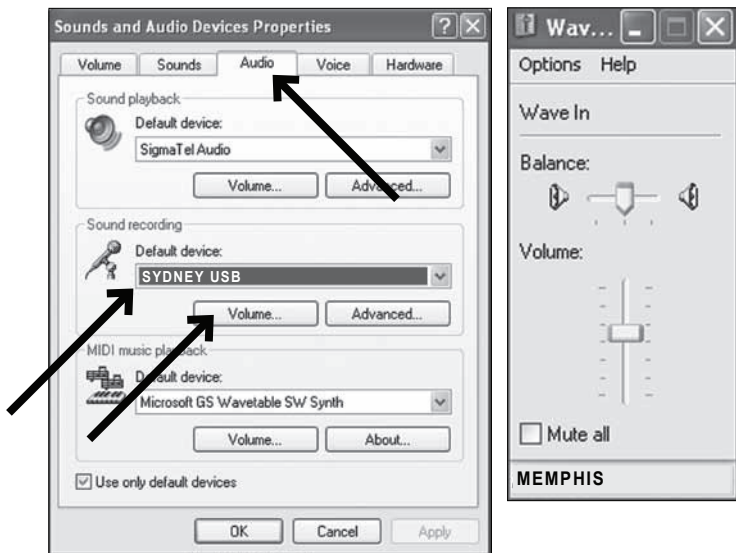 Sounds and Audio Devices Properties
Volume Sounds Audio Voice Hardware
Sound playback
Default device:
SigmaTel Audio
Volume... Advanced...
Sound recording
Default device:
SYDNEY USB
Volume... Advanced...
MIDI music playback
Default device:
Microsoft GS Wavetable SW Synth
Volume... About...
Use only default devices
OK Cancel Apply
Wav...
Options Help
Wave In
Balance:
Volume:
Mute all
MEMPHIS